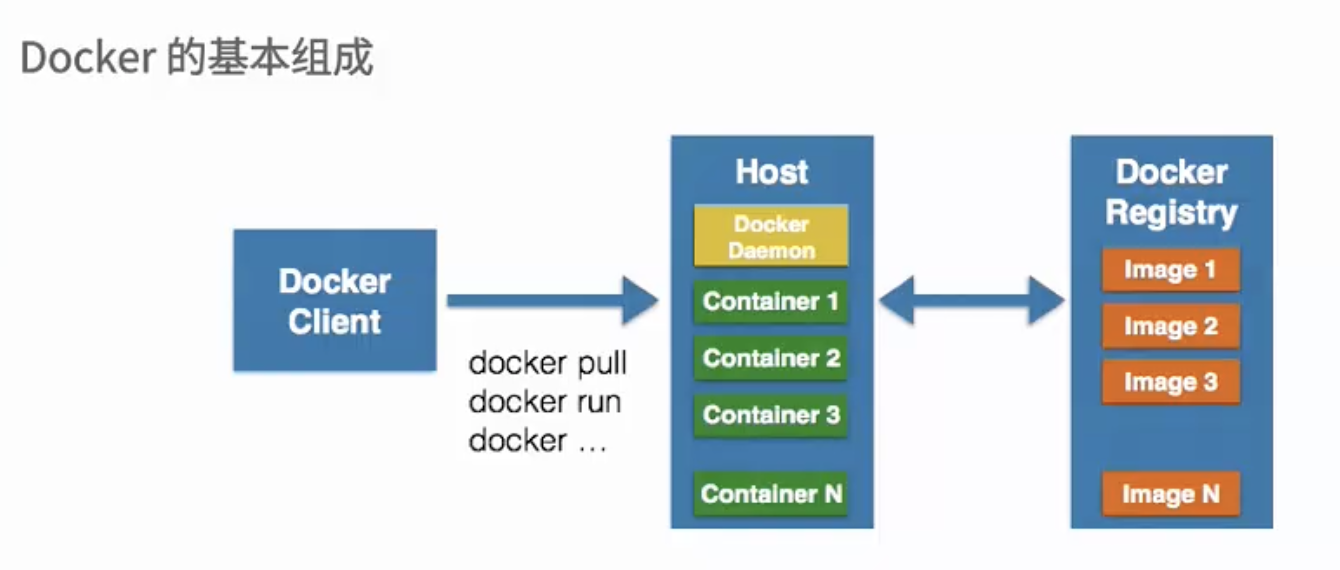 Docker 的基本组成
Docker
Client
docker pull
docker run
docker ...
Host
Docker
Daemon
Container 1
Container 2
Container 3
Container N
Docker
Registry
Image 1
Image 2
Image 3
Image N